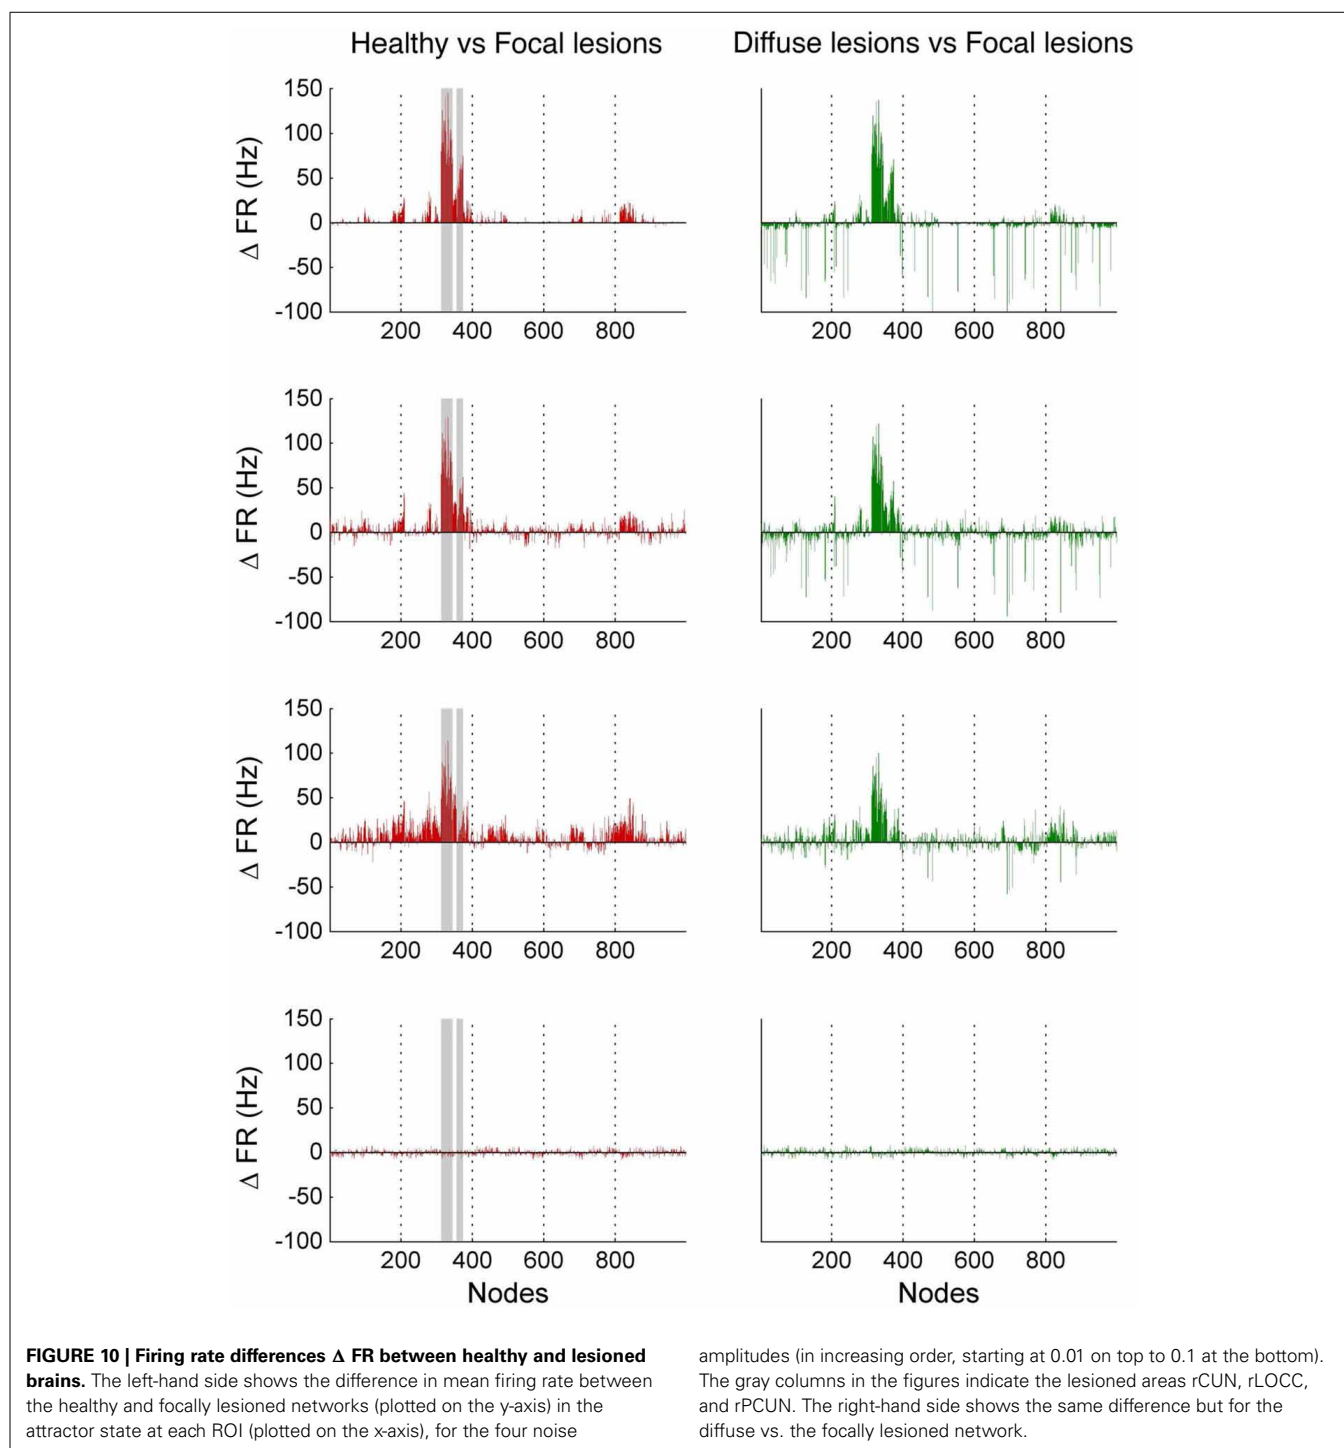 Healthy vs Focal lesions
Diffuse lesions vs Focal lesions
150
100
50
0
-50
-100
Δ FR (Hz)
200 400 600 800
200 400 600 800
150
100
50
0
-50
-100
Δ FR (Hz)
200 400 600 800
200 400 600 800
150
100
50
0
-50
-100
Δ FR (Hz)
200 400 600 800
200 400 600 800
150
100
50
0
-50
-100
Δ FR (Hz)
200 400 600 800
200 400 600 800
Nodes
Nodes
FIGURE 10 | Firing rate differences Δ FR between healthy and lesioned
brains. The left-hand side shows the difference in mean firing rate between
the healthy and focally lesioned networks (plotted on the y-axis) in the
attractor state at each ROI (plotted on the x-axis), for the four noise
amplitudes (in increasing order, starting at 0.01 on top to 0.1 at the bottom).
The gray columns in the figures indicate the lesioned areas rCUN, rLOCC,
and rPCUN. The right-hand side shows the same difference but for the
diffuse vs. the focally lesioned network.